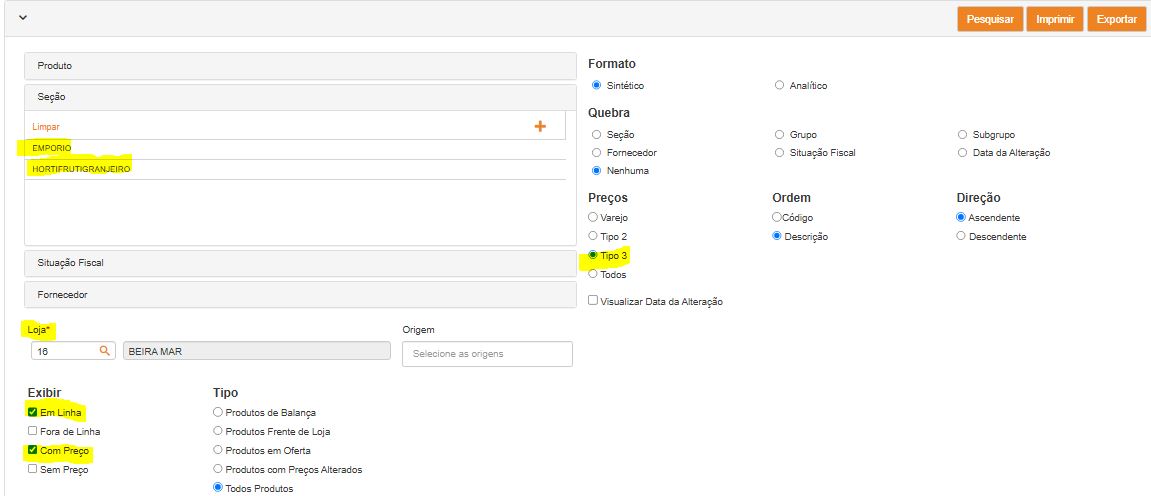 Pesquisar Imprimir Exportar
Produto
Seção
Limpar
EMPORIO
HORTIFRUTIGRANJEIRO
Situação Fiscal
Fornecedor
Loja*
16 BEIRA MAR
Origem
Selecione as origens
Exibir
Em Linha
Fora de Linha
Com Preço
Sem Preço
Tipo
Produtos de Balança
Produtos Frente de Loja
Produtos em Oferta
Produtos com Preços Alterados
Todos Produtos
Formato
Sintético Analítico
Quebra
Seção Grupo Subgrupo
Fornecedor Situação Fiscal Data da Alteração
Nenhuma
Preços
Varejo
Tipo 2
Tipo 3
Todos
Visualizar Data da Alteração
Ordem
Código
Descrição
Direção
Ascendente
Descendente